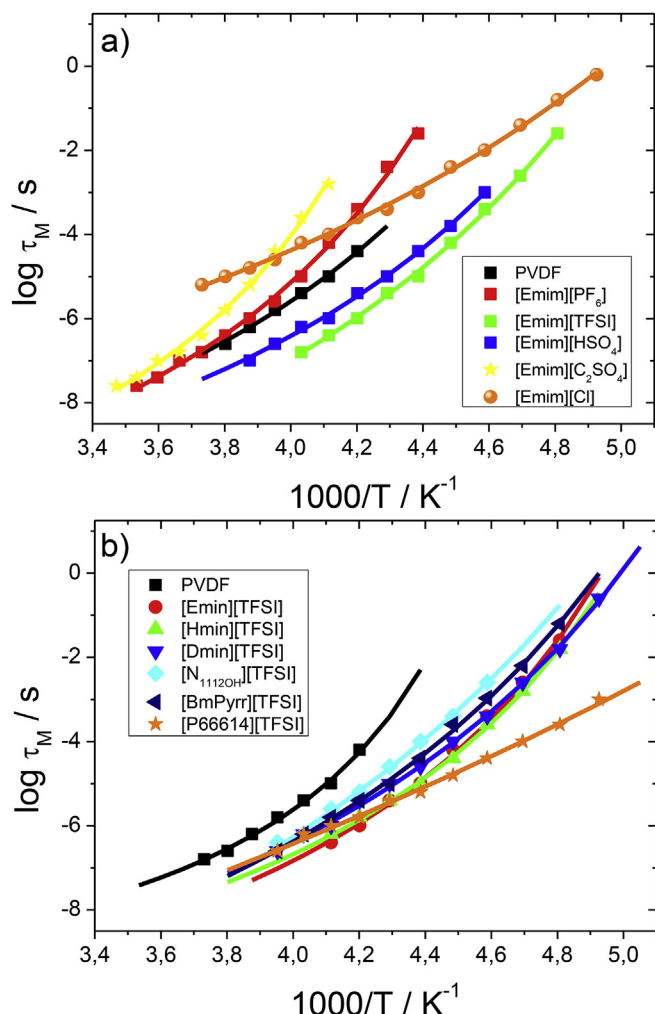 a)
0
-2
-4
-6
-8
log τ_M / s
PVDF
[Emim][PF₆]
[Emim][TFSI]
[Emim][HSO₄]
[Emim][C₂SO₄]
[Emim][Cl]
3,4 3,6 3,8 4,0 4,2 4,4 4,6 4,8 5,0
1000/T / K⁻¹
b)
0
-2
-4
-6
-8
log τ_M / s
PVDF
[Emin][TFSI]
[Hmin][TFSI]
[Dmin][TFSI]
[N₁₁₁₂OH][TFSI]
[BmPyrr][TFSI]
[P66614][TFSI]
3,4 3,6 3,8 4,0 4,2 4,4 4,6 4,8 5,0
1000/T / K⁻¹